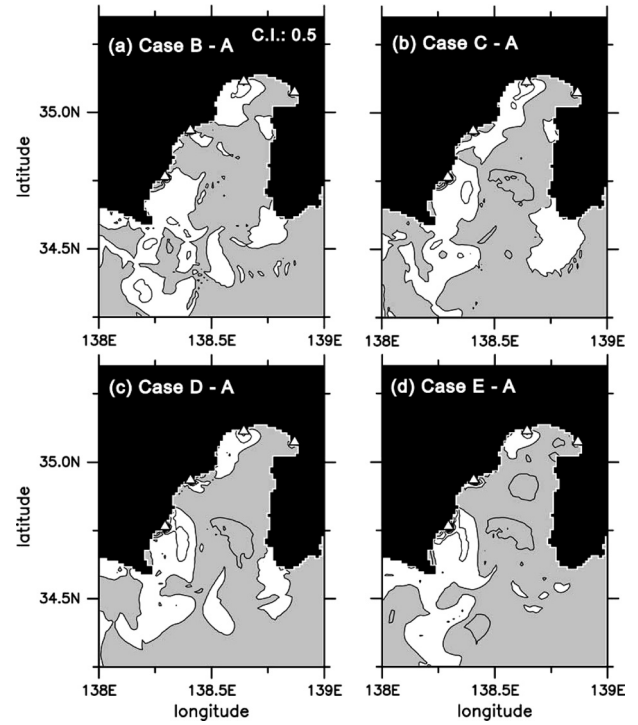 (a) Case B - A C.I.: 0.5
(b) Case C - A
latitude
35.0N
34.5N
138E 138.5E 139E
138E 138.5E 139E
(c) Case D - A
(d) Case E - A
latitude
35.0N
34.5N
138E 138.5E 139E
138E 138.5E 139E
longitude
longitude